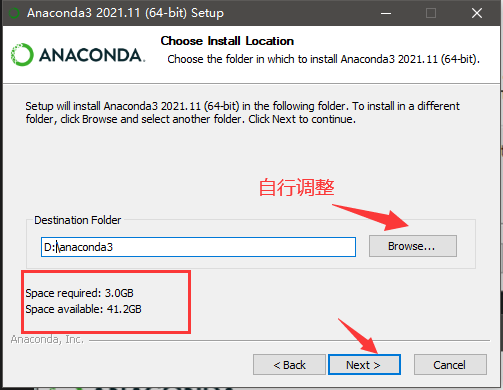 Anaconda3 2021.11 (64-bit) Setup
ANACONDA.
Choose Install Location
Choose the folder in which to install Anaconda3 2021.11 (64-bit).
Setup will install Anaconda3 2021.11 (64-bit) in the following folder. To install in a different
folder, click Browse and select another folder. Click Next to continue.
自行调整
Destination Folder
D:\anaconda3
Browse...
Space required: 3.0GB
Space available: 41.2GB
Anaconda, Inc.
< Back
Next >
Cancel